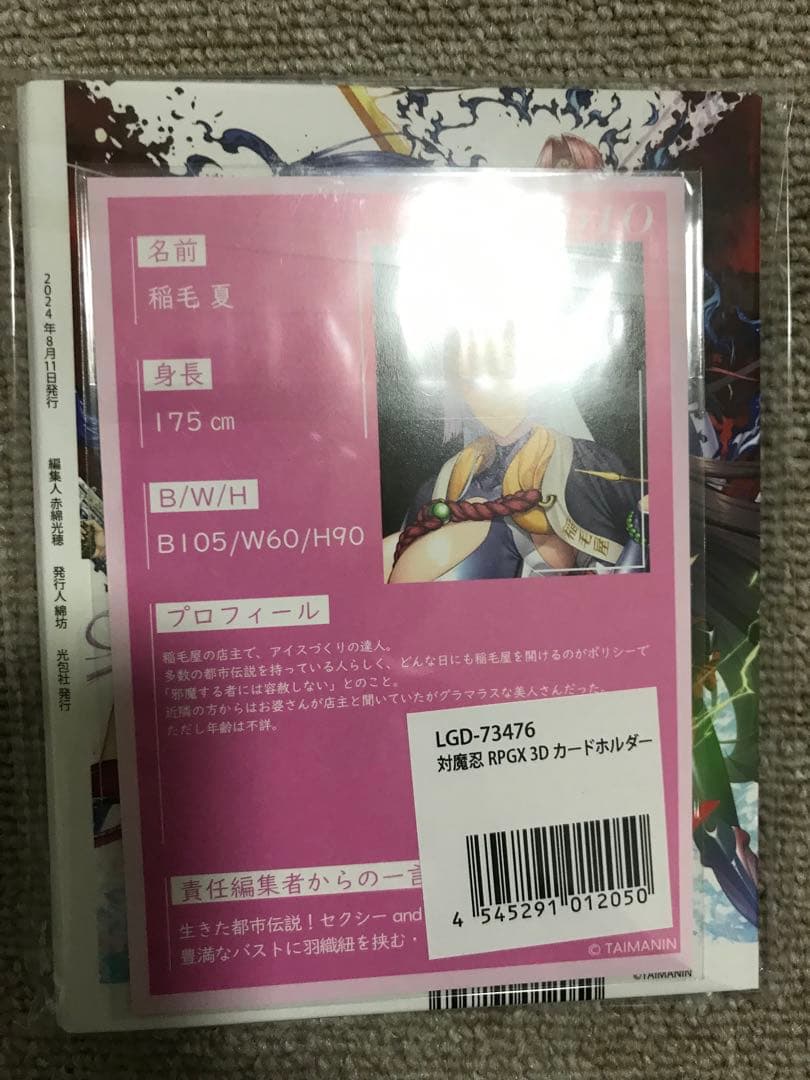 2024年8月11日発行 編集人 赤綿光穂 発行人 綿坊 光包社 発行
名前
稲毛 夏
身長
175 cm
B/W/H
B105/W60/H90
プロフィール
稲毛屋の店主で、アイスづくりの達人。
多数の都市伝説を持っている人らしく、どんな日にも稲毛屋を開けるのがポリシーで
「邪魔する者には容赦しない」とのこと。
近隣の方からはお婆さんが店主と聞いていたがグラマラスな美人さんだった。
ただし年齢は不詳。
稲毛屋
責任編集者からの一言
生きた都市伝説!セクシー and
豊満なバストに羽織紐を挟む・
LGD-73476
対魔忍 RPGX 3D カードホルダー
4 545291 012050
© TAIMANIN
©TAIMANIN